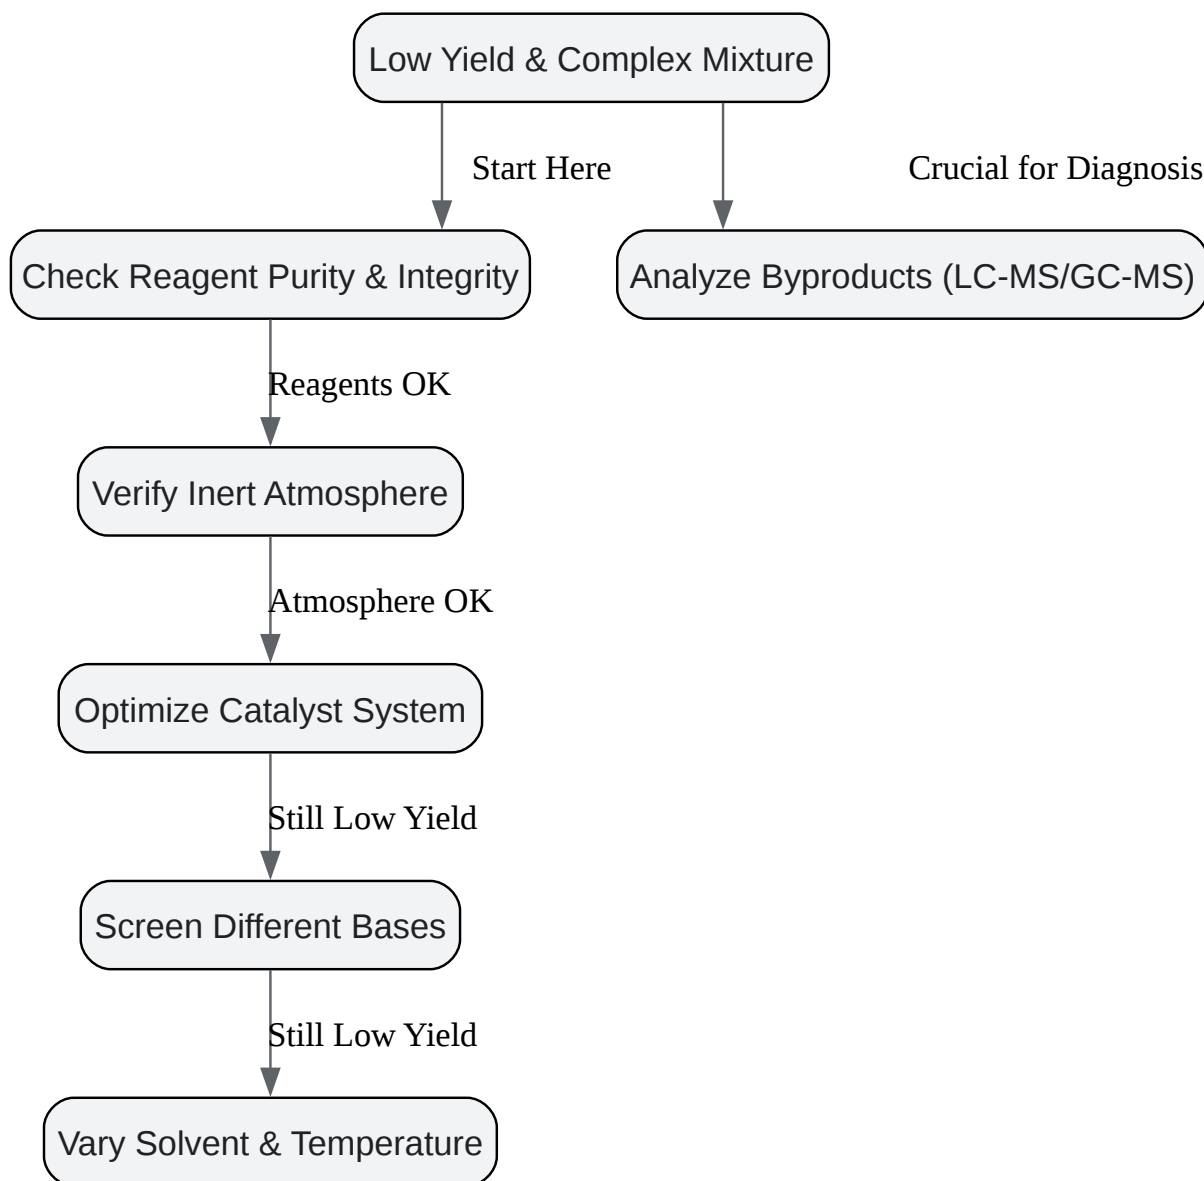 Low Yield & Complex Mixture
Start Here
Crucial for Diagnosis
Check Reagent Purity & Integrity
Analyze Byproducts (LC-MS/GC-MS)
Reagents OK
Verify Inert Atmosphere
Atmosphere OK
Optimize Catalyst System
Still Low Yield
Screen Different Bases
Still Low Yield
Vary Solvent & Temperature